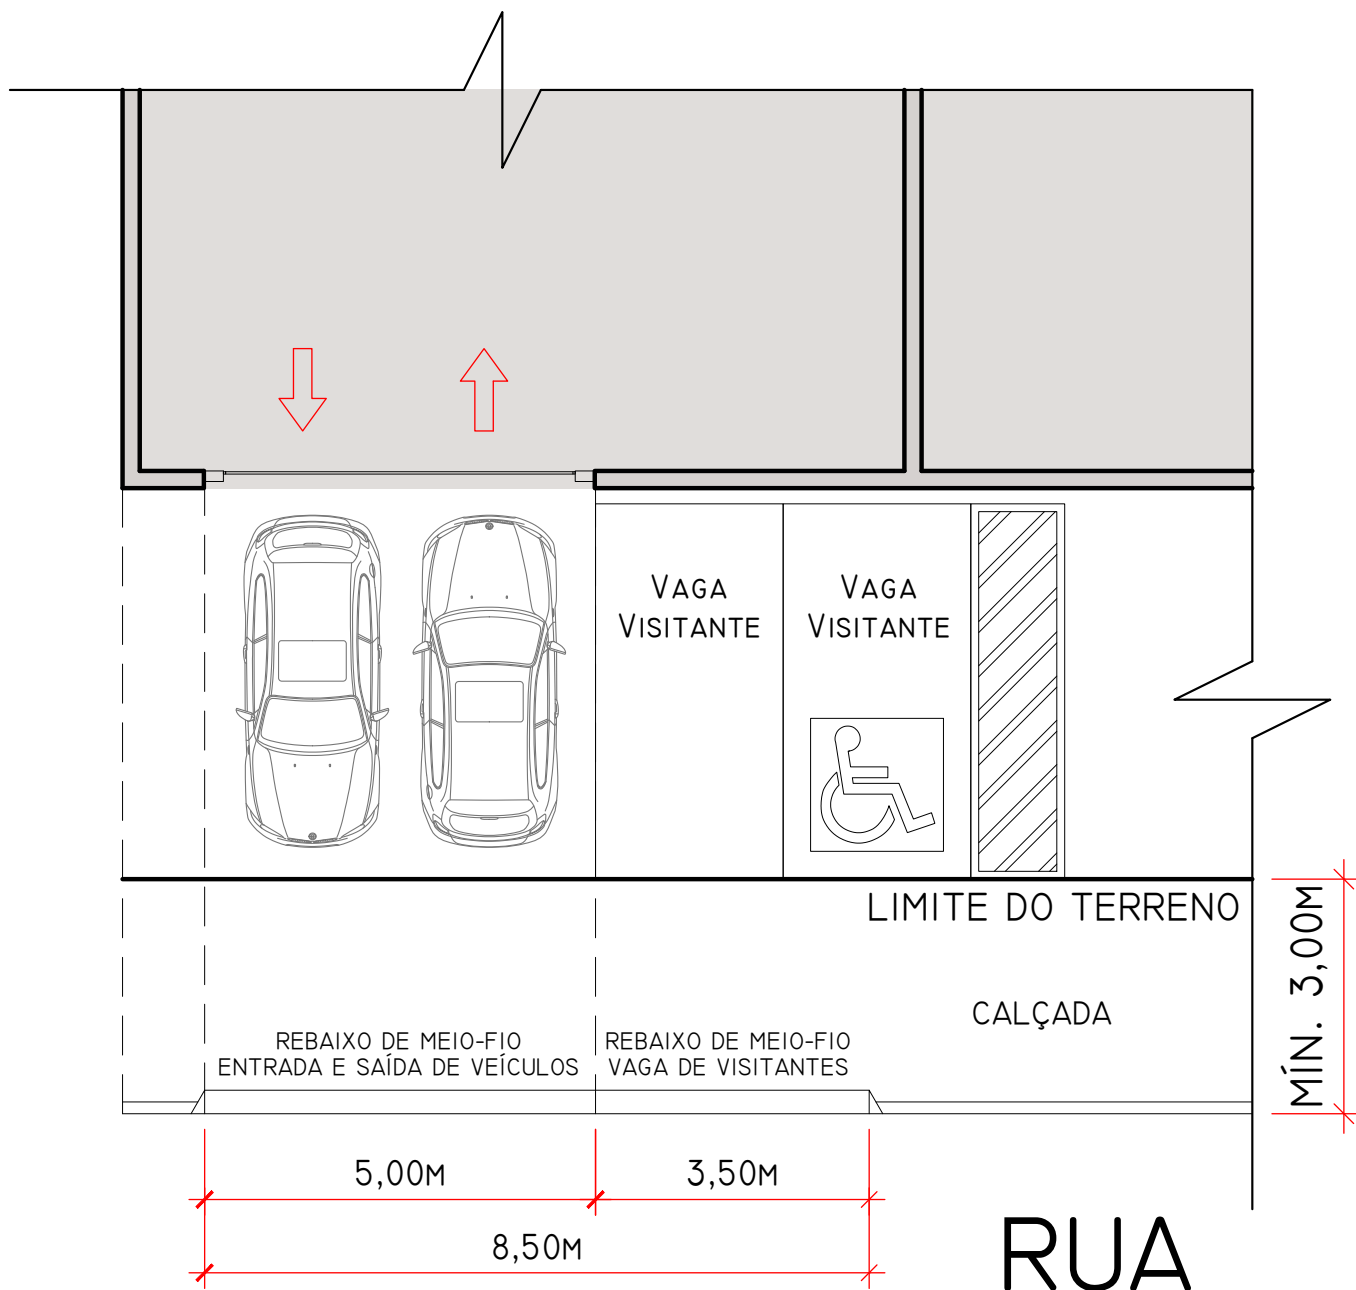 VAGA
VISITANTE
VAGA
VISITANTE
LIMITE DO TERRENO
CALÇADA
MÍN. 3,00M
REBAIXO DE MEIO-FIO
ENTRADA E SAÍDA DE VEÍCULOS
REBAIXO DE MEIO-FIO
VAGA DE VISITANTES
5,00M
3,50M
8,50M
RUA